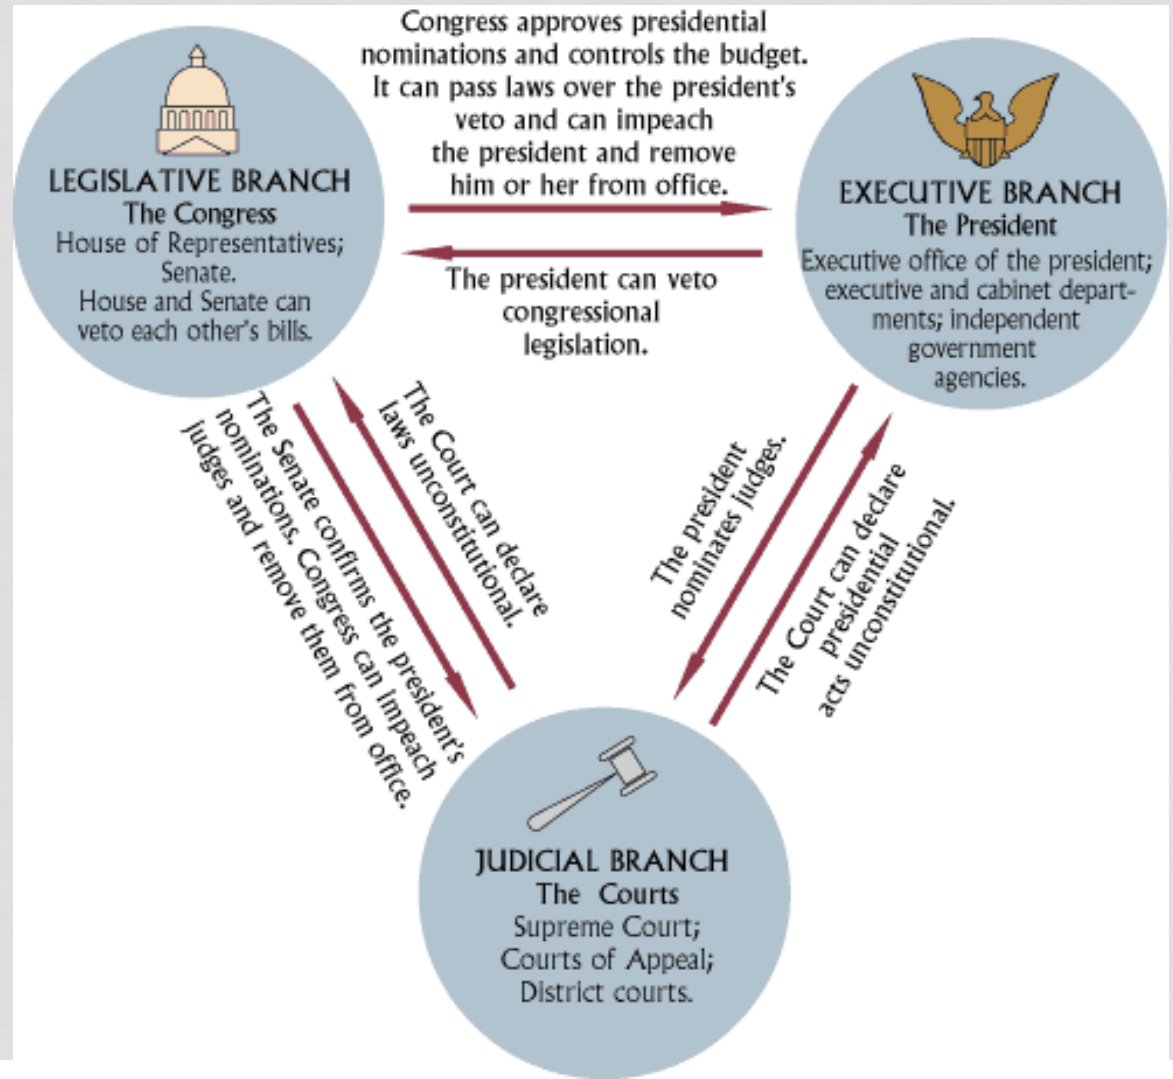 Congress approves presidential
nominations and controls the budget.
It can pass laws over the president's
veto and can impeach
the president and remove
him or her from office.
LEGISLATIVE BRANCH
The Congress
House of Representatives;
Senate.
House and Senate can
veto each other's bills.
EXECUTIVE BRANCH
The President
Executive office of the president;
executive and cabinet depart-
ments; independent
government
agencies.
The president can veto
congressional
legislation.
The Senate confirms the president's
nominations. Congress can impeach
judges and remove them from office.
The Court can declare
laws unconstitutional.
The president
nominates judges.
The Court can declare
presidential
acts unconstitutional.
JUDICIAL BRANCH
The Courts
Supreme Court;
Courts of Appeal;
District courts.